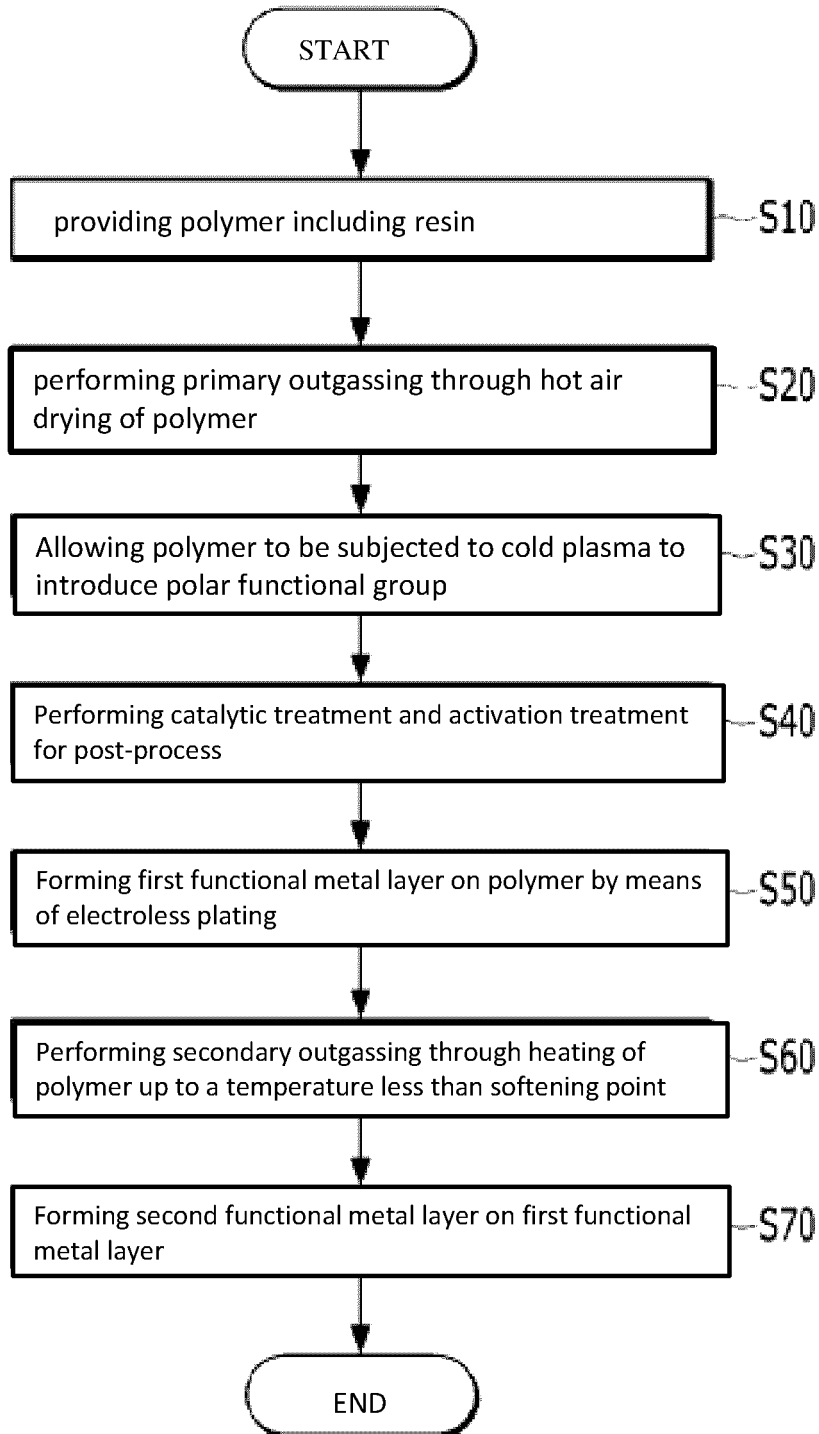 START
providing polymer including resin
S10
performing primary outgassing through hot air
drying of polymer
S20
Allowing polymer to be subjected to cold plasma to
introduce polar functional group
S30
Performing catalytic treatment and activation treatment
for post-process
S40
Forming first functional metal layer on polymer by means
of electroless plating
S50
Performing secondary outgassing through heating of
polymer up to a temperature less than softening point
S60
Forming second functional metal layer on first functional
metal layer
S70
END